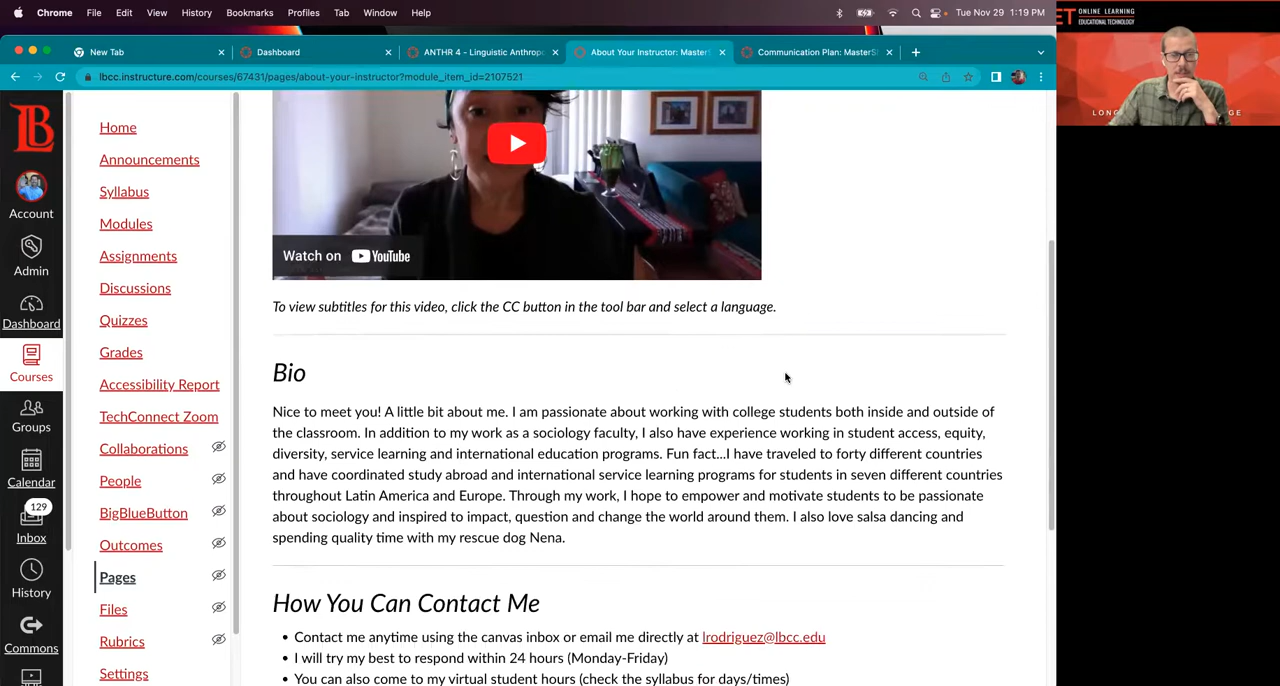 Chrome File Edit View History Bookmarks Profiles Tab Window Help
Tue Nov 29 1:19 PM
ET ONLINE LEARNING
EDUCATIONAL TECHNOLOGY
New Tab
Dashboard
ANTHR 4 - Linguistic Anthropo
About Your Instructor: MasterS
Communication Plan: MasterS
lbcc.instructure.com/courses/67431/pages/about-your-instructor?module_item_id=2107521
LB
Account
Admin
Dashboard
Courses
Groups
Calendar
129
Inbox
History
Commons
Home
Announcements
Syllabus
Modules
Assignments
Discussions
Quizzes
Grades
Accessibility Report
TechConnect Zoom
Collaborations
People
BigBlueButton
Outcomes
Pages
Files
Rubrics
Settings
Watch on YouTube
To view subtitles for this video, click the CC button in the tool bar and select a language.
Bio
Nice to meet you! A little bit about me. I am passionate about working with college students both inside and outside of
the classroom. In addition to my work as a sociology faculty, I also have experience working in student access, equity,
diversity, service learning and international education programs. Fun fact...I have traveled to forty different countries
and have coordinated study abroad and international service learning programs for students in seven different countries
throughout Latin America and Europe. Through my work, I hope to empower and motivate students to be passionate
about sociology and inspired to impact, question and change the world around them. I also love salsa dancing and
spending quality time with my rescue dog Nena.
How You Can Contact Me
• Contact me anytime using the canvas inbox or email me directly at lrodriguez@lbcc.edu
• I will try my best to respond within 24 hours (Monday-Friday)
• You can also come to my virtual student hours (check the syllabus for days/times)